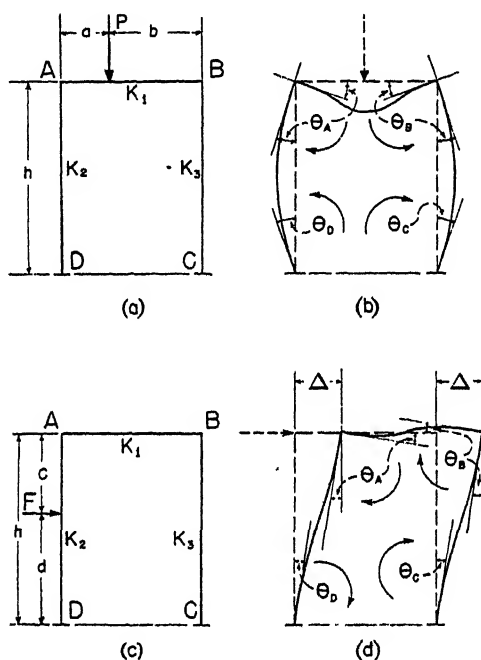 a P b
A B
K₁
h K₂ K₃
D C
(a)
θA θB
θD θC
(b)
A B
K₁
c
F
h K₂ K₃
d
D C
(c)
Δ Δ
θA θB
θD θC
(d)